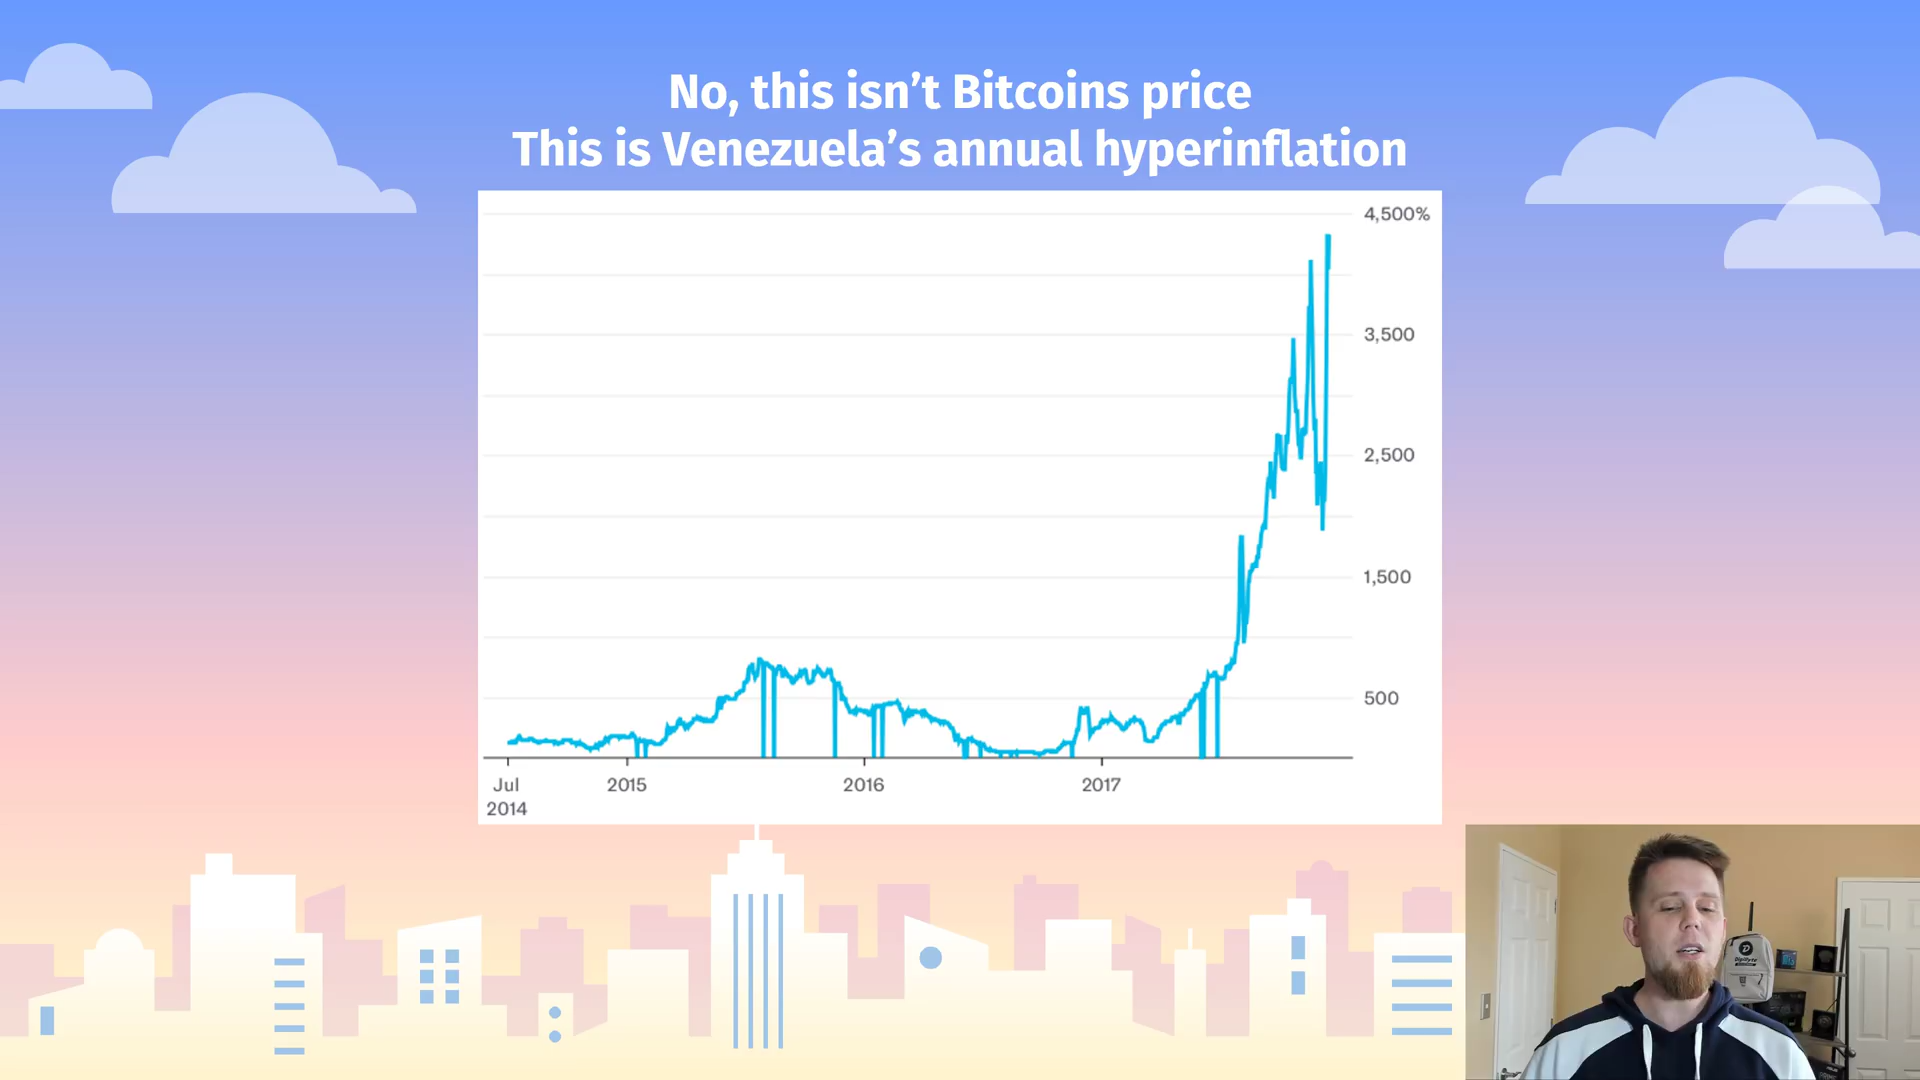 No, this isn’t Bitcoins price
This is Venezuela’s annual hyperinflation
4,500%
3,500
2,500
1,500
500
Jul
2014
2015
2016
2017
DigiByte